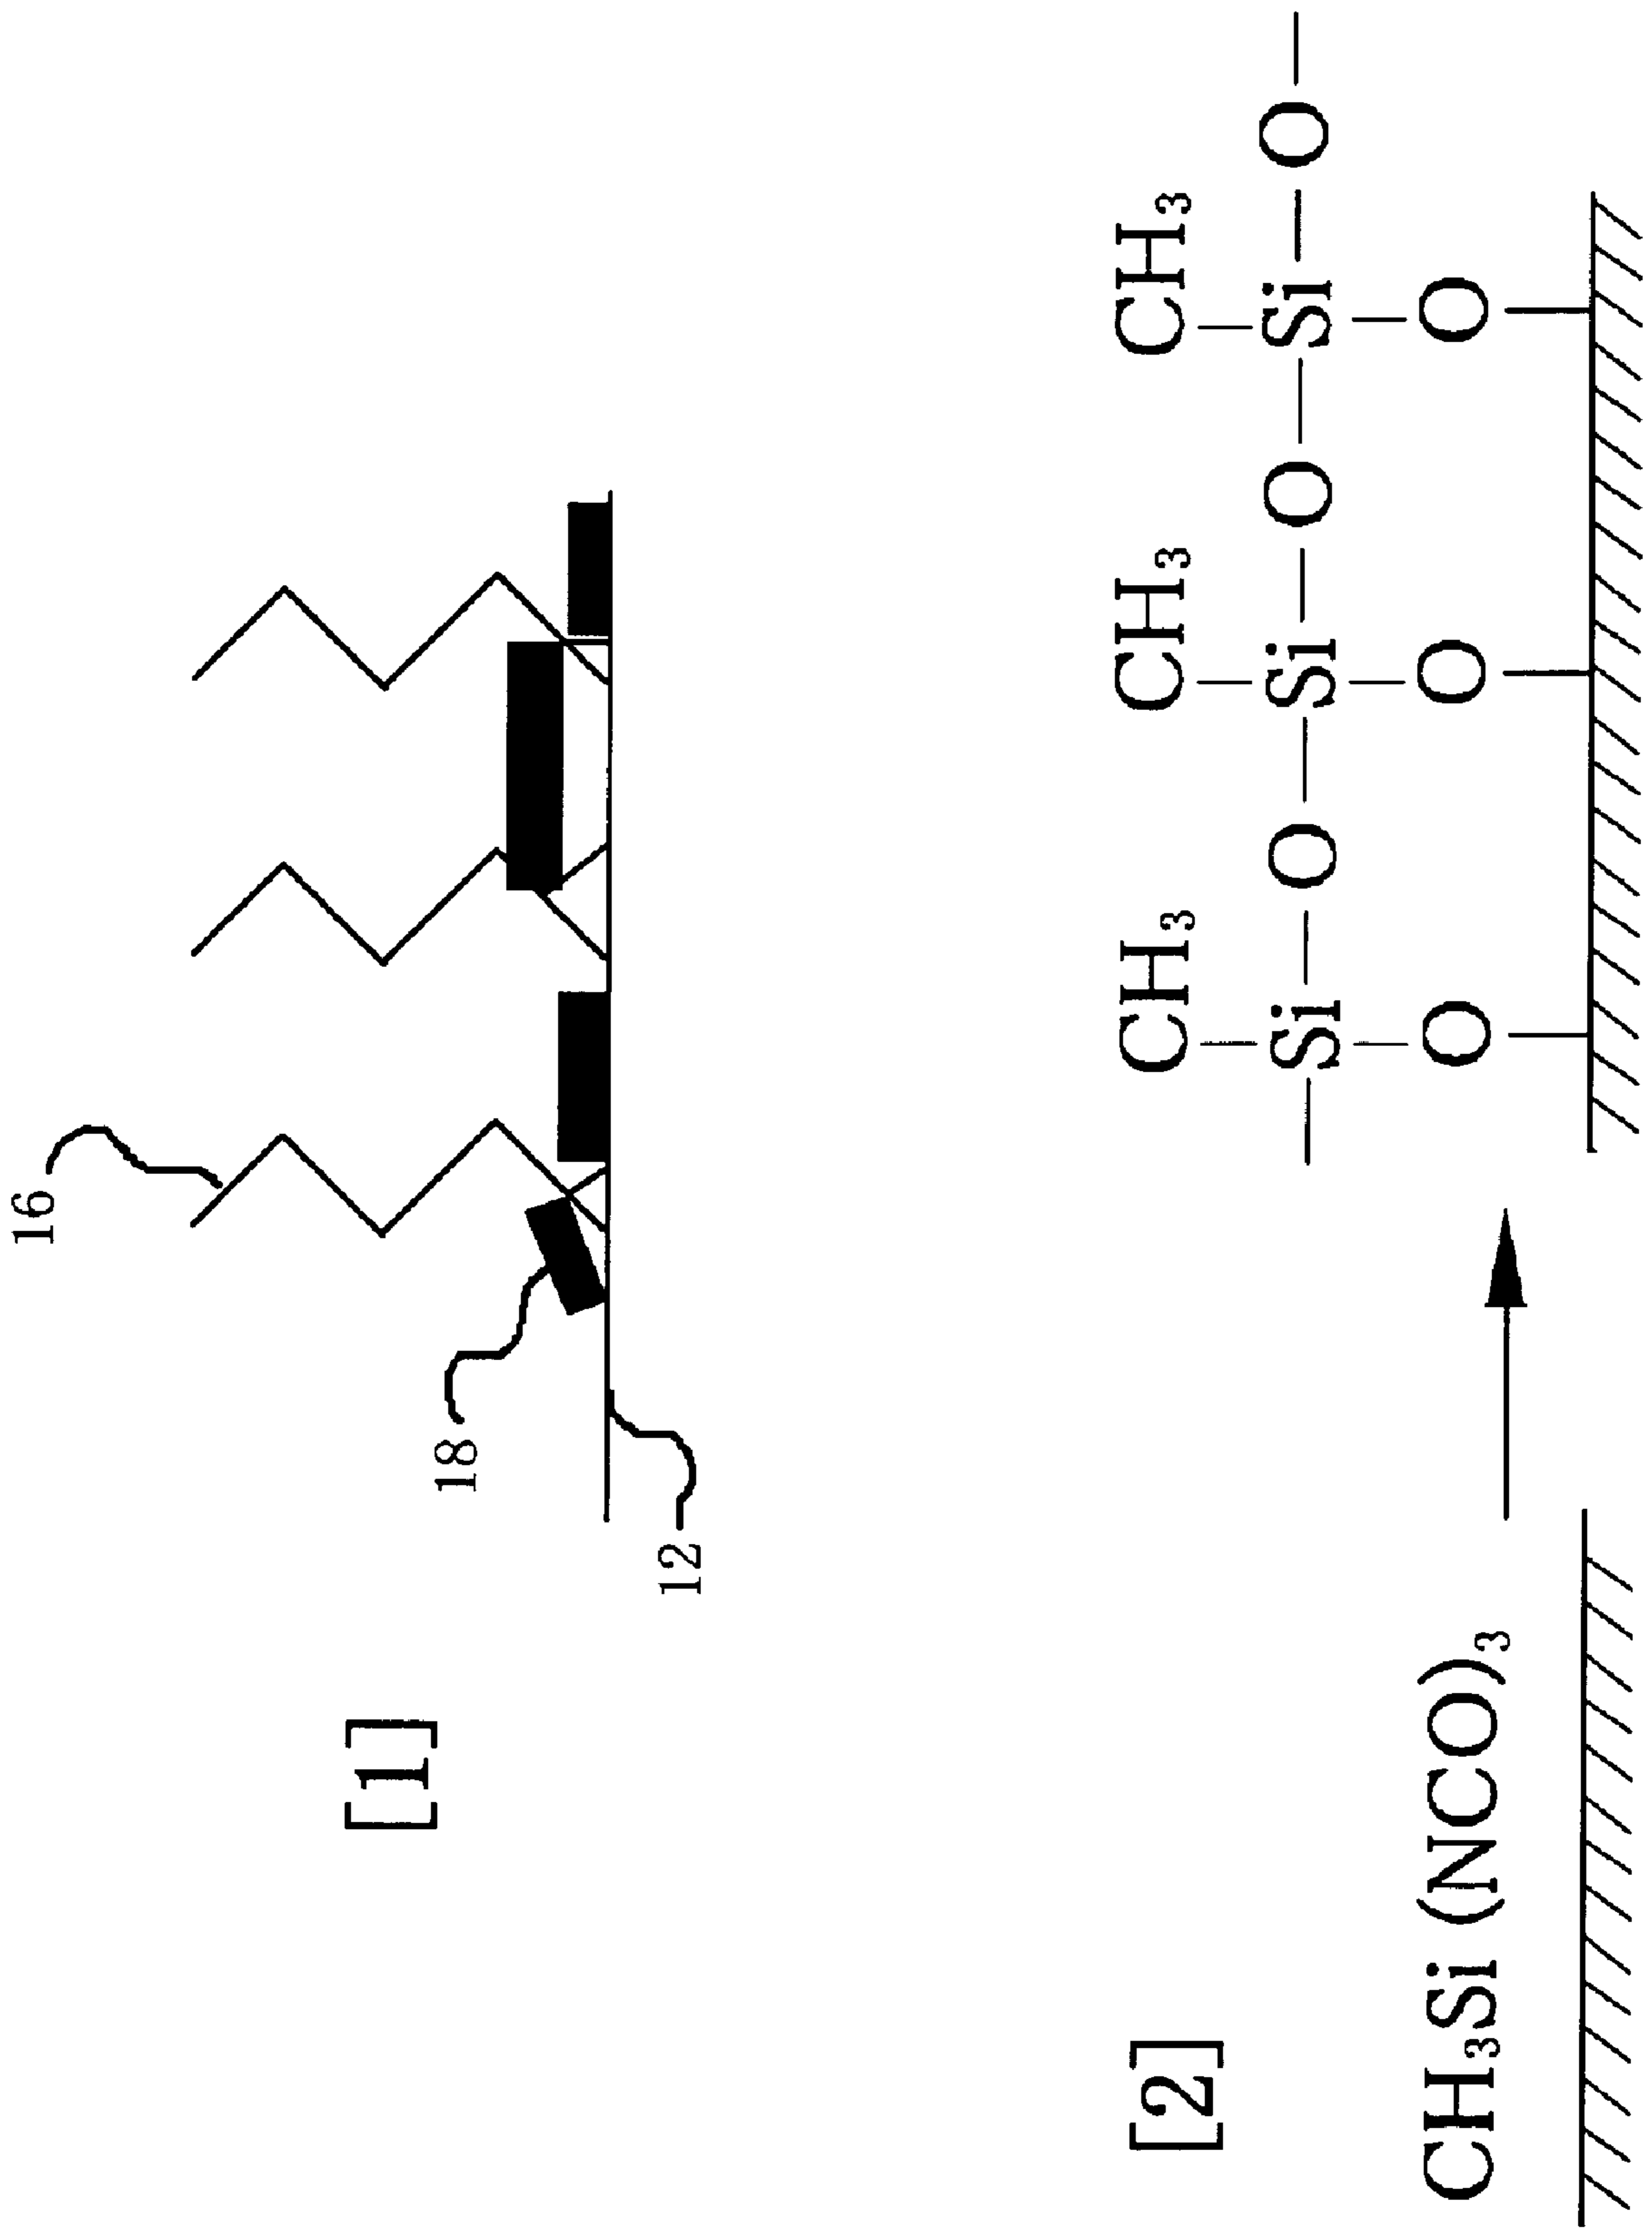 [1]
16
18
12
[2]
CH3 CH3 CH3
—Si—O—Si—O—Si—O—
O O O
CH3Si (NCO)3